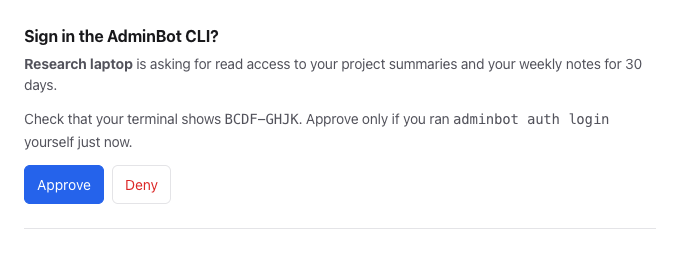 Sign in the AdminBot CLI?
Research laptop is asking for read access to your project summaries and your weekly notes for 30
days.
Check that your terminal shows BCDF–GHJK. Approve only if you ran adminbot auth login
yourself just now.
Approve
Deny